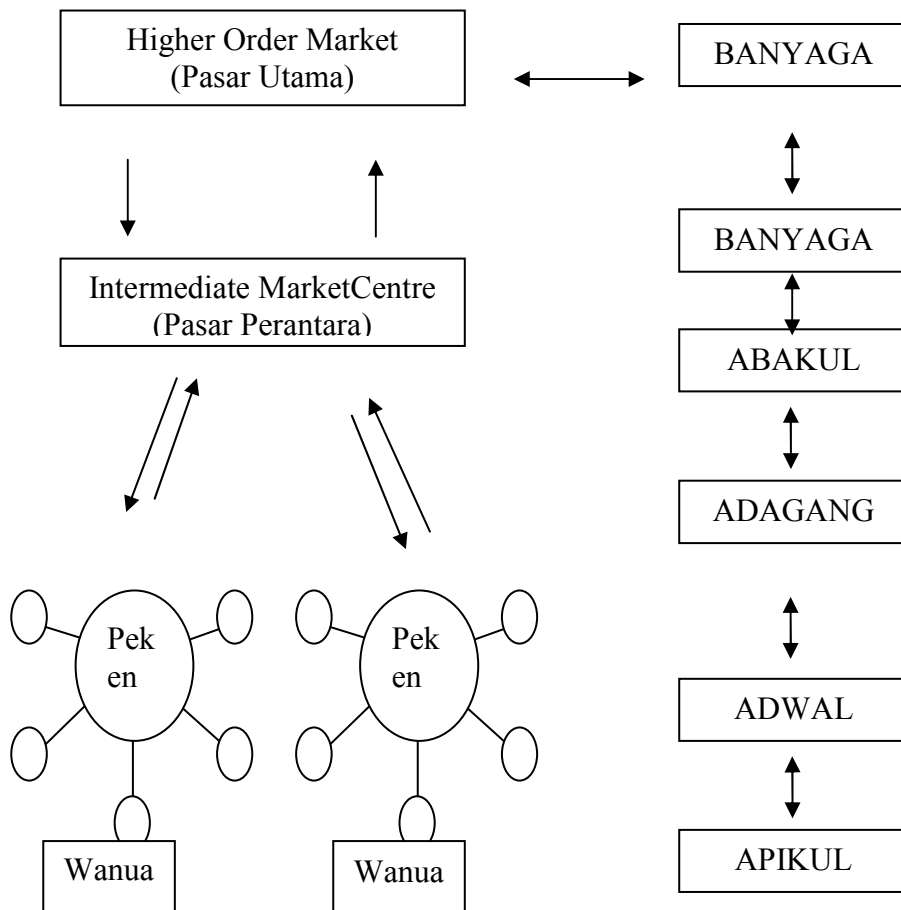 Higher Order Market
(Pasar Utama)
BANYAGA
BANYAGA
Intermediate MarketCentre
(Pasar Perantara)
ABAKUL
ADAGANG
Pek
en
Pek
en
ADWAL
Wanua
Wanua
APIKUL